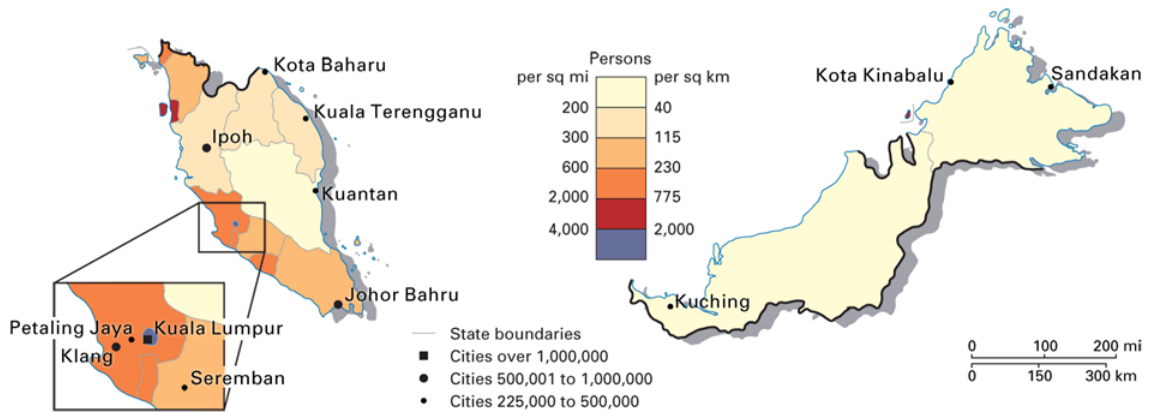 Kota Baharu
Kuala Terengganu
Ipoh
Kuantan
Johor Bahru
Petaling Jaya
Kuala Lumpur
Klang
Seremban
Persons
per sq mi per sq km
200 40
300 115
600 230
2,000 775
4,000 2,000
State boundaries
Cities over 1,000,000
Cities 500,001 to 1,000,000
Cities 225,000 to 500,000
Kota Kinabalu
Sandakan
Kuching
0 100 200 mi
0 150 300 km